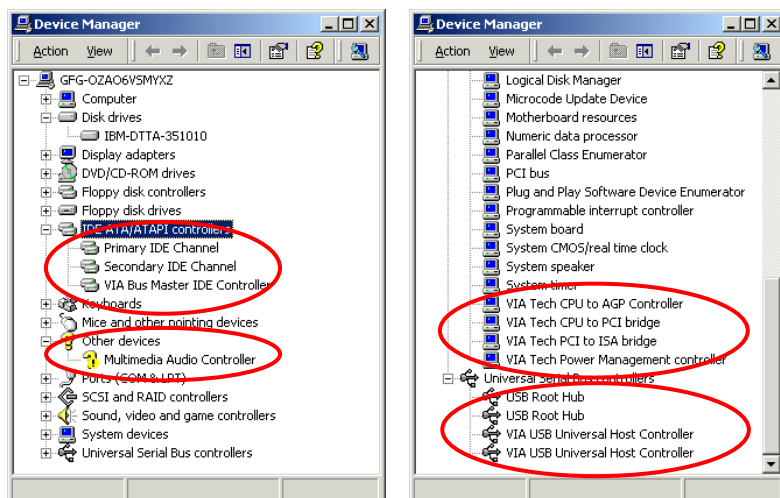 Device Manager
Action View
GFG-OZAO6VSMYXZ
Computer
Disk drives
IBM-DTTA-351010
Display adapters
DVD/CD-ROM drives
Floppy disk controllers
Floppy disk drives
IDE ATA/ATAPI controllers
Primary IDE Channel
Secondary IDE Channel
VIA Bus Master IDE Controller
Keyboards
Mice and other pointing devices
Other devices
Multimedia Audio Controller
Ports (COM & LPT)
SCSI and RAID controllers
Sound, video and game controllers
System devices
Universal Serial Bus controllers
Device Manager
Action View
Logical Disk Manager
Microcode Update Device
Motherboard resources
Numeric data processor
Parallel Class Enumerator
PCI bus
Plug and Play Software Device Enumerator
Programmable interrupt controller
System board
System CMOS/real time clock
System speaker
System timer
VIA Tech CPU to AGP Controller
VIA Tech CPU to PCI bridge
VIA Tech PCI to ISA bridge
VIA Tech Power Management controller
Universal Serial Bus controllers
USB Root Hub
USB Root Hub
VIA USB Universal Host Controller
VIA USB Universal Host Controller